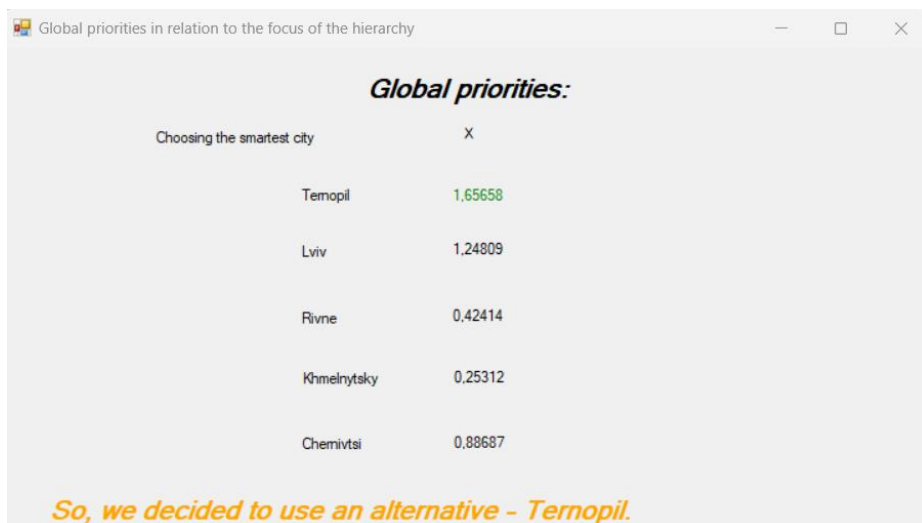 Global priorities in relation to the focus of the hierarchy
Global priorities:
Choosing the smartest city X
Ternopil 1,65658
Lviv 1,24809
Rivne 0,42414
Khmelnytsky 0,25312
Chernivtsi 0,88687
So, we decided to use an alternative - Ternopil.